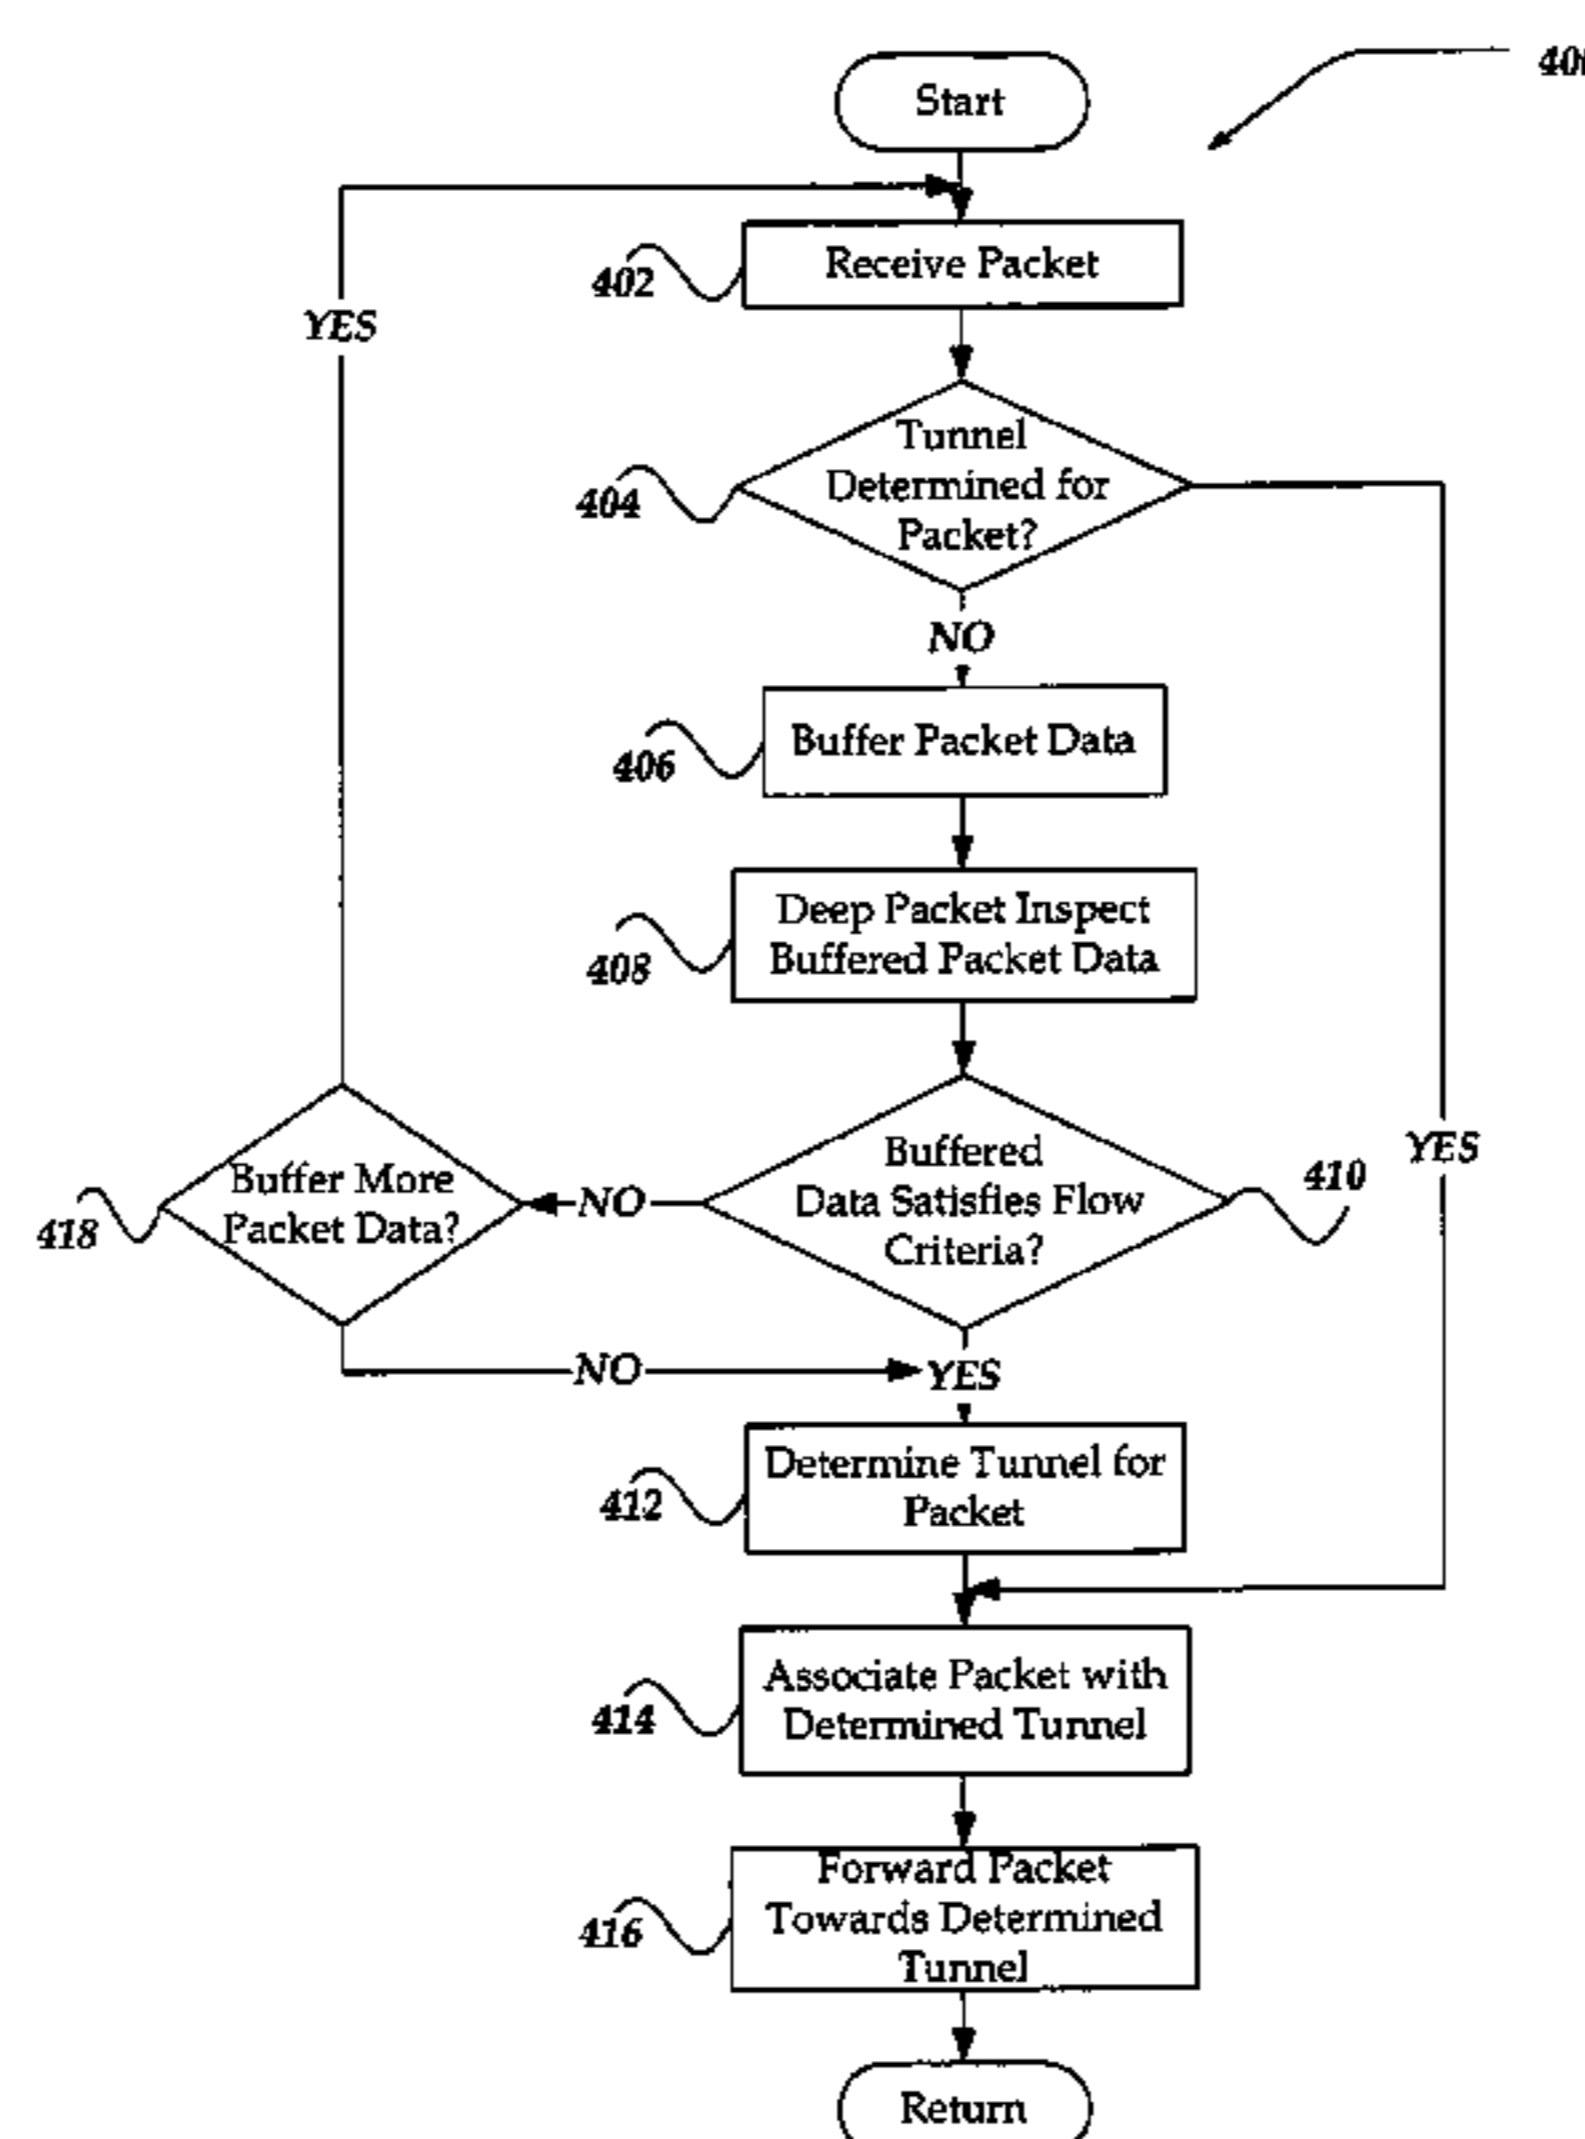 Start
Receive Packet
402
YES
Tunnel
Determined for
Packet?
404
NO
Buffer Packet Data
406
Deep Packet Inspect
Buffered Packet Data
408
Buffered
Data Satisfies Flow
Criteria?
410
YES
NO
Buffer More
Packet Data?
418
NO
YES
Determine Tunnel for
Packet
412
Associate Packet with
Determined Tunnel
414
Forward Packet
Towards Determined
Tunnel
416
Return